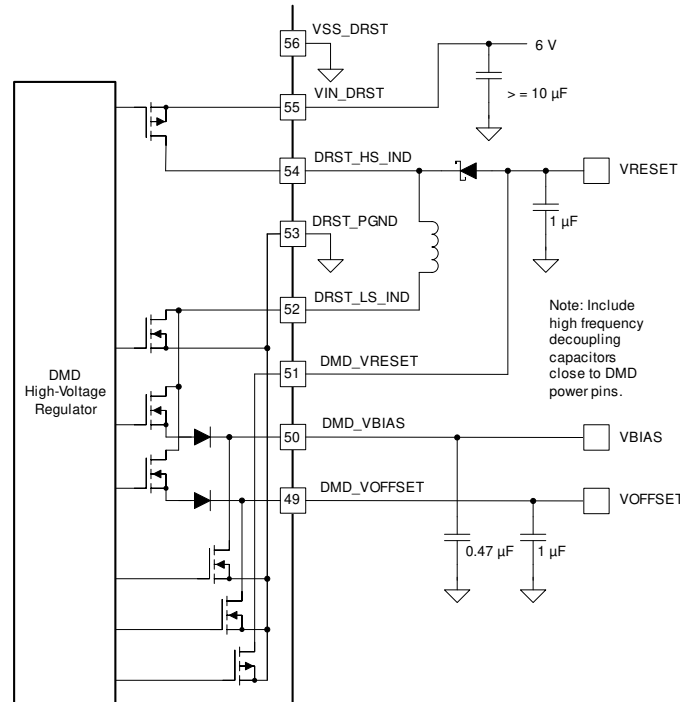 VSS_DRST
56
6 V
VIN_DRST
55
> = 10 µF
DRST_HS_IND
54
VRESET
DRST_PGND
53
1 µF
DRST_LS_IND
52
Note: Include
high frequency
decoupling
capacitors
close to DMD
power pins.
DMD_VRESET
51
DMD
High-Voltage
Regulator
DMD_VBIAS
50
VBIAS
DMD_VOFFSET
49
VOFFSET
0.47 µF
1 µF